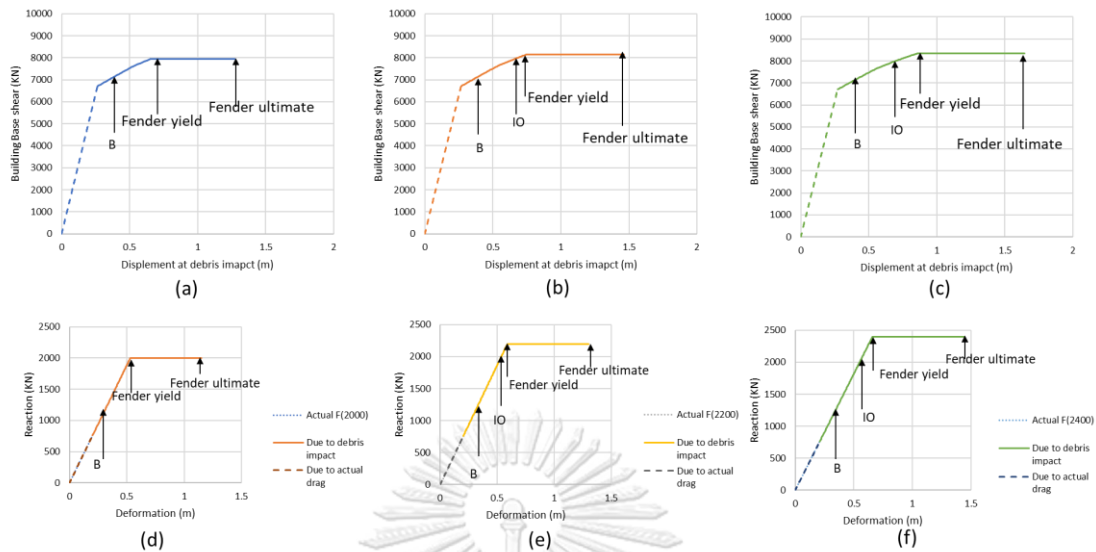 Building Base shear (KN)
9000
8000
7000
6000
5000
4000
3000
2000
1000
0
0 0.5 1 1.5 2
B
Fender yield
Fender ultimate
Displement at debris imapct (m)
(a)
Building Base shear (KN)
10000
9000
8000
7000
6000
5000
4000
3000
2000
1000
0
0 0.5 1 1.5 2
B
IO
Fender yield
Fender ultimate
Displement at debris imapct (m)
(b)
Building Base shear (KN)
10000
9000
8000
7000
6000
5000
4000
3000
2000
1000
0
0 0.5 1 1.5 2
B
IO
Fender yield
Fender ultimate
Displement at debris imapct (m)
(c)
Reaction (KN)
2500
2000
1500
1000
500
0
0 0.5 1 1.5
B
Fender yield
Fender ultimate
Deformation (m)
Actual F(2000)
Due to debris
impact
Due to actual
drag
(d)
Reaction (KN)
2500
2000
1500
1000
500
0
0 0.5 1 1.5
B
IO
Fender yield
Fender ultimate
Deformation (m)
Actual F(2200)
Due to debris
impact
Due to actual
drag
(e)
Reaction (KN)
2500
2000
1500
1000
500
0
0 0.5 1 1.5
B
IO
Fender yield
Fender ultimate
Deformation (m)
Actual F(2400)
Due to debris
impact
Due to actual
drag
(f)